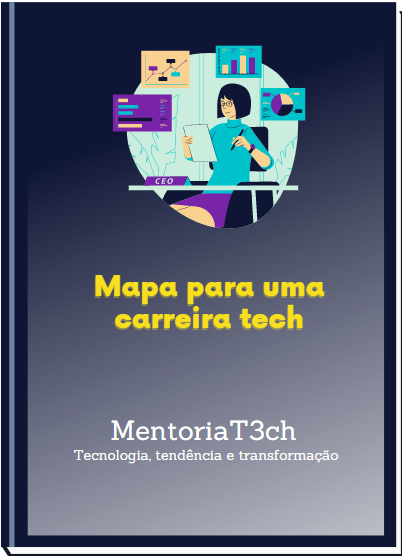 CEO
Mapa para uma
carreira tech
MentoriaT3ch
Tecnologia, tendência e transformação